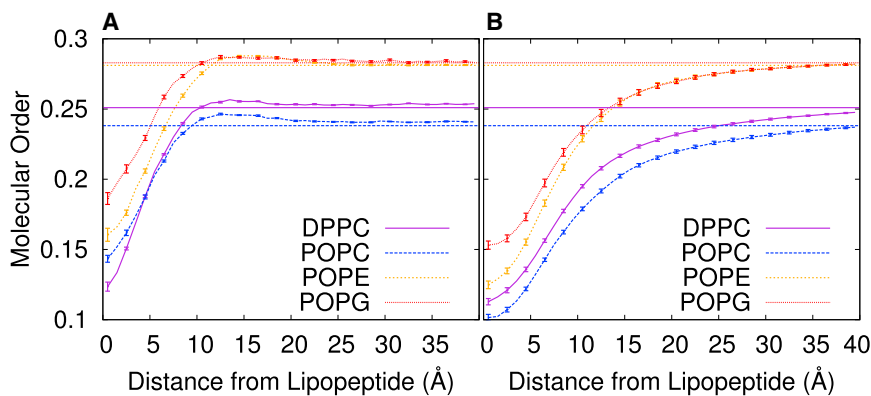 A B
0.3
0.25
0.2
0.15
0.1
Molecular Order
DPPC
POPC
POPE
POPG
DPPC
POPC
POPE
POPG
0 5 10 15 20 25 30 35 0 5 10 15 20 25 30 35 40
Distance from Lipopeptide (Å) Distance from Lipopeptide (Å)